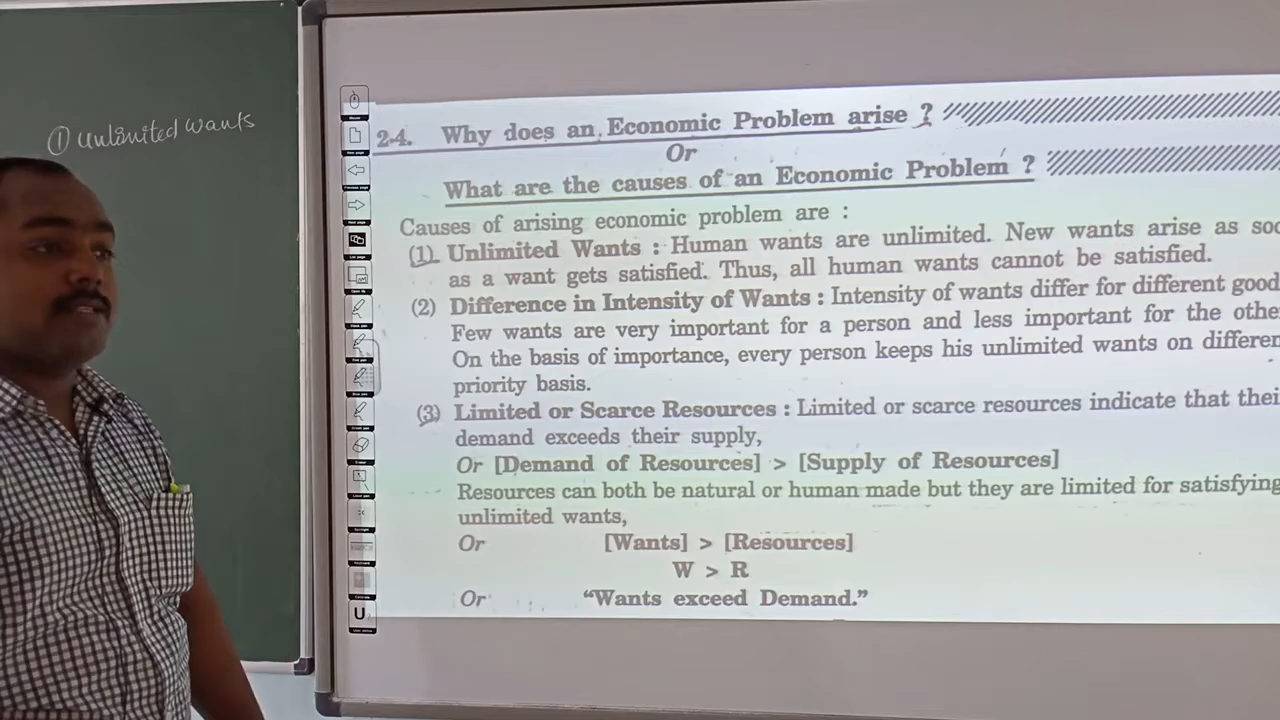 ① Unlimited wants
2·4. Why does an Economic Problem arise ?
Or
What are the causes of an Economic Problem ?
Causes of arising economic problem are :
(1) Unlimited Wants : Human wants are unlimited. New wants arise as
as a want gets satisfied. Thus, all human wants cannot be satisfied.
(2) Difference in Intensity of Wants : Intensity of wants differ for different
Few wants are very important for a person and less important for the
On the basis of importance, every person keeps his unlimited wants on
priority basis.
(3) Limited or Scarce Resources : Limited or scarce resources indicate that
demand exceeds their supply,
Or [Demand of Resources] > [Supply of Resources]
Resources can both be natural or human made but they are limited for satisfying
unlimited wants,
Or [Wants] > [Resources]
W > R
Or “Wants exceed Demand.”
U